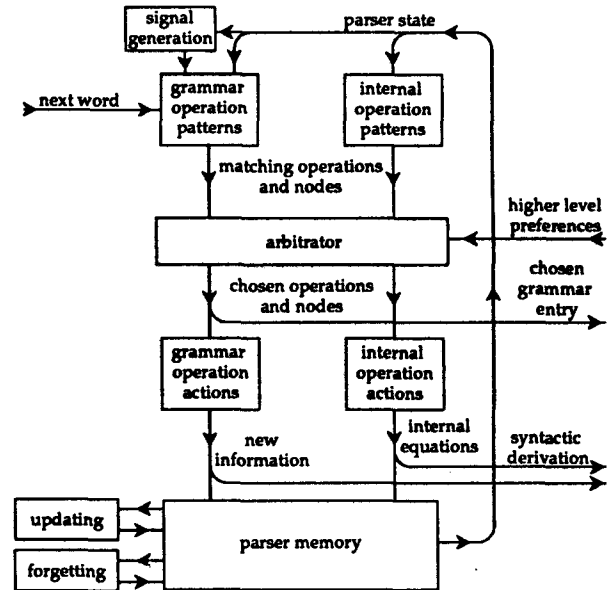 signal
generation
parser state
next word
grammar
operation
patterns
internal
operation
patterns
matching operations
and nodes
higher level
preferences
arbitrator
chosen operations
and nodes
chosen
grammar
entry
grammar
operation
actions
internal
operation
actions
new
information
internal
equations
syntactic
derivation
updating
parser memory
forgetting